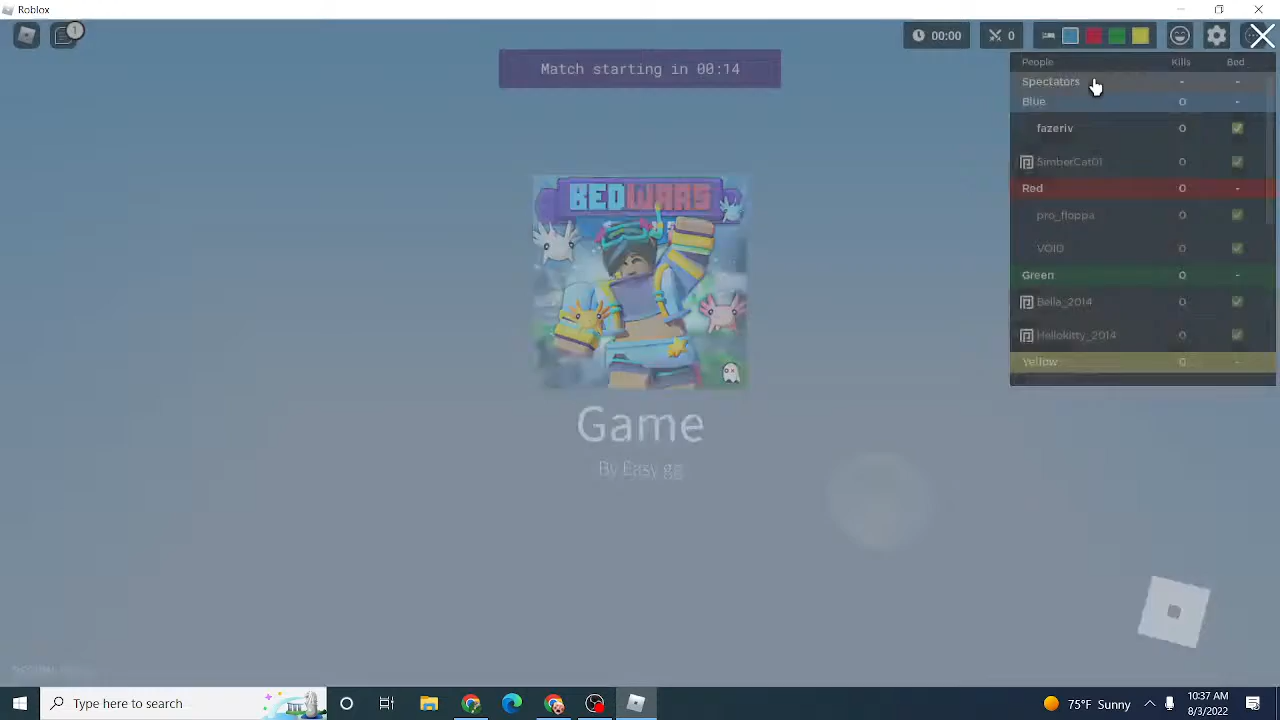 Roblox
1
00:00
0
Match starting in 00:14
People Kills Bed
Spectators - -
Blue 0 -
fazeriv 0
SimberCat01 0
Red 0 -
pro_floppa 0
VOID 0
Green 0 -
Bella_2014 0
Hellokitty_2014 0
Yellow 0 -
BEDWARS
Game
By Easy.gg
Type here to search
75°F Sunny
10:37 AM
8/3/2022